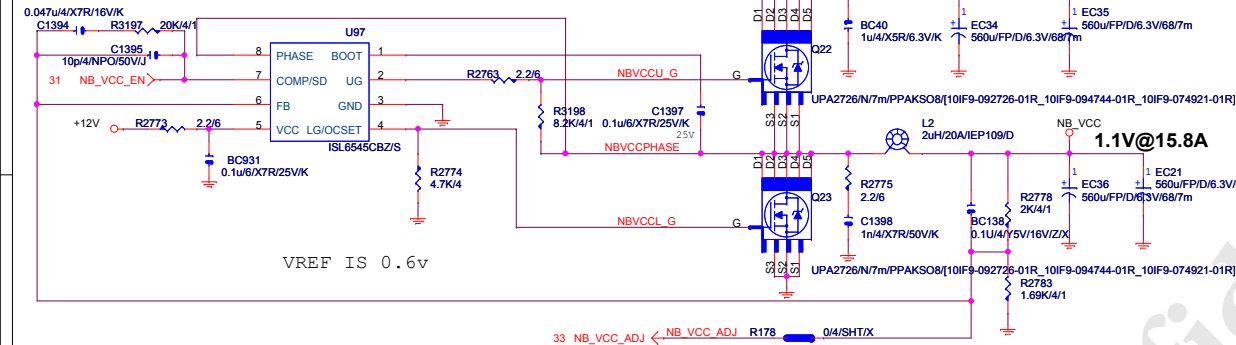 0.047u/4/X7R/16V/K
C1394
R3197
20K/4/1
C1395
10p/4/NPO/50V/J
31 NB_VCC_EN
+12V
R2773
2.2/6
BC931
0.1u/6/X7R/25V/K
U97
8 PHASE BOOT 1
7 COMP/SD UG 2
6 FB GND 3
5 VCC LG/OCSET 4
ISL6545CBZ/S
R2774
4.7K/4
VREF IS 0.6v
R2763
2.2/6
NBVCCU_G
R3198
8.2K/4/1
C1397
0.1u/6/X7R/25V/K
25V
NBVCCPHASE
NBVCCL_G
D1 D2 D3 D4 D5
G
Q22
S3 S2 S1
UPA2726/N/7m/PPAKSO8/[10IF9-092726-01R_10IF9-094744-01R_10IF9-074921-01R]
BC40
1u/4/X5R/6.3V/K
1
EC34
560u/FP/D/6.3V/68/7m
1
EC35
560u/FP/D/6.3V/68/7m
D1 D2 D3 D4 D5
G
Q23
S3 S2 S1
UPA2726/N/7m/PPAKSO8/[10IF9-092726-01R_10IF9-094744-01R_10IF9-074921-01R]
L2
2uH/20A/IEP109/D
NB_VCC
1.1V@15.8A
R2775
2.2/6
C1398
1n/4/X7R/50V/K
BC138
0.1U/4/Y5V/16V/Z/X
R2778
2K/4/1
1
EC36
560u/FP/D/6.3V/68/7m
1
EC21
560u/FP/D/6.3V/
R2783
1.69K/4/1
33 NB_VCC_ADJ
NB_VCC_ADJ
R178
0/4/SHT/X